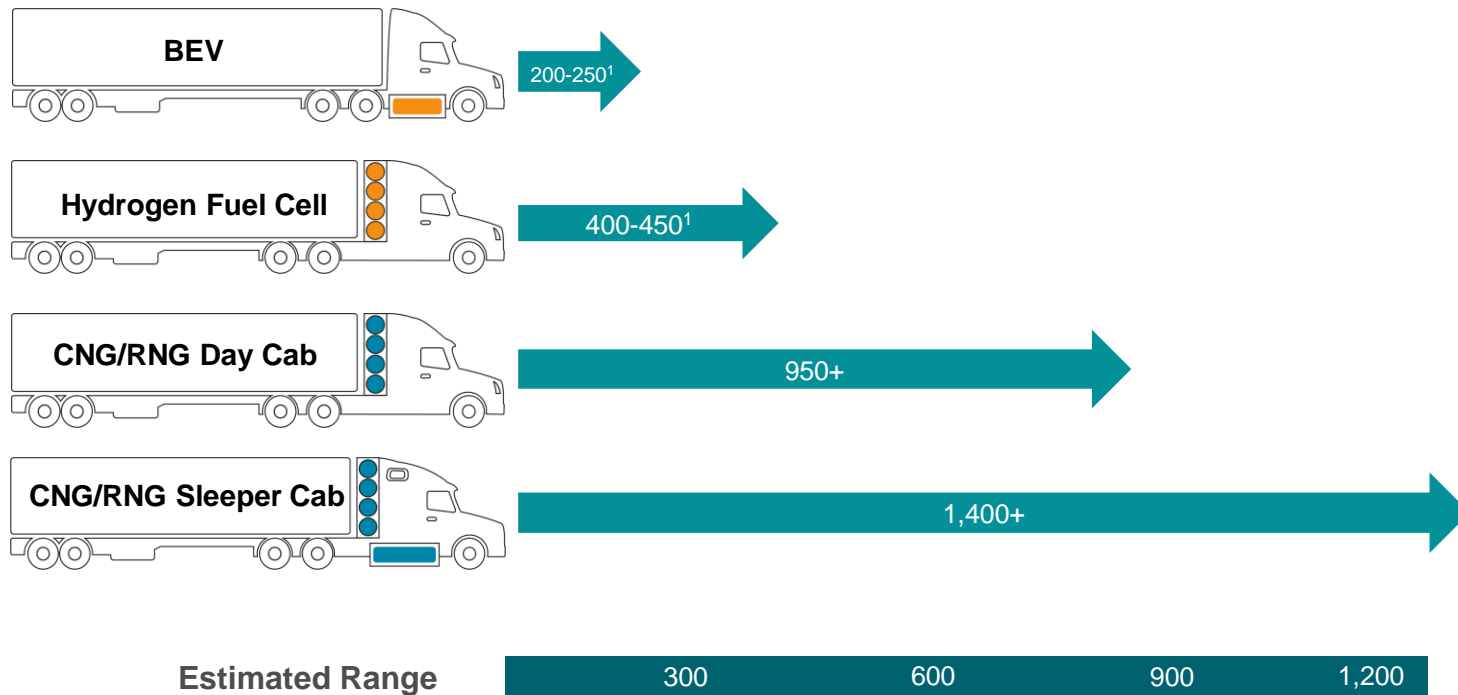 BEV
200-250¹
Hydrogen Fuel Cell
400-450¹
CNG/RNG Day Cab
950+
CNG/RNG Sleeper Cab
1,400+
Estimated Range 300 600 900 1,200